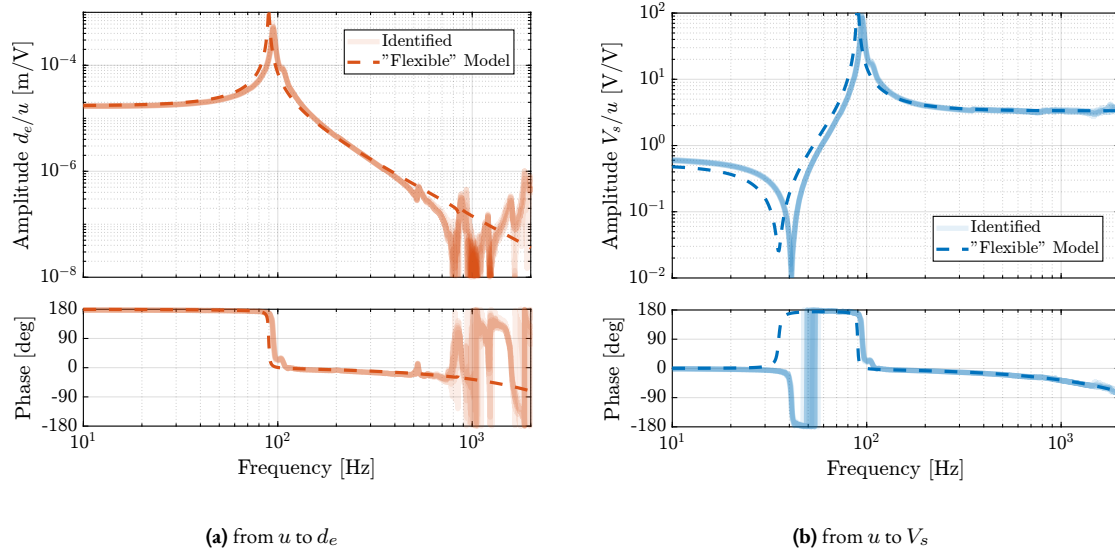 Amplitude d_e/u [m/V]
10^{-4}
10^{-6}
10^{-8}
Identified
"Flexible" Model
Phase [deg]
180
90
0
-90
-180
10^1
10^2
10^3
Frequency [Hz]
(a) from u to d_e
Amplitude V_s/u [V/V]
10^2
10^1
10^0
10^{-1}
10^{-2}
Identified
"Flexible" Model
Phase [deg]
180
90
0
-90
-180
10^1
10^2
10^3
Frequency [Hz]
(b) from u to V_s